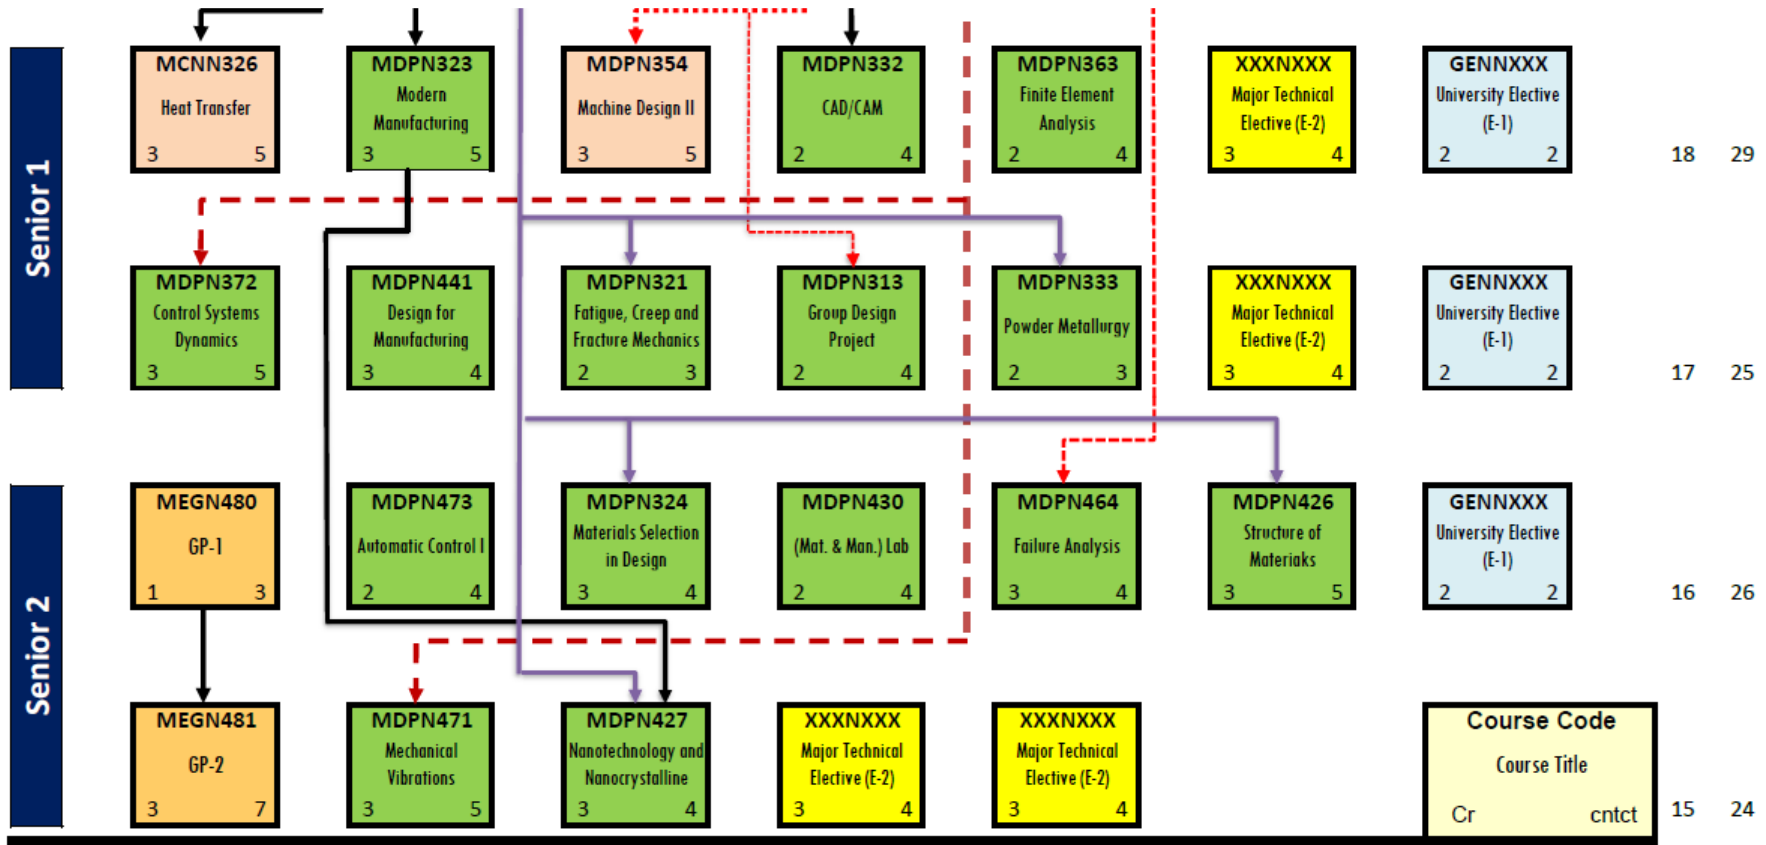 Senior 1
MCNN326
Heat Transfer
3 5
MDPN323
Modern
Manufacturing
3 5
MDPN354
Machine Design II
3 5
MDPN332
CAD/CAM
2 4
MDPN363
Finite Element
Analysis
2 4
XXXNXXX
Major Technical
Elective (E-2)
3 4
GENNXXX
University Elective
(E-1)
2 2
18 29
MDPN372
Control Systems
Dynamics
3 5
MDPN441
Design for
Manufacturing
3 4
MDPN321
Fatigue, Creep and
Fracture Mechanics
2 3
MDPN313
Group Design
Project
2 4
MDPN333
Powder Metallurgy
2 3
XXXNXXX
Major Technical
Elective (E-2)
3 4
GENNXXX
University Elective
(E-1)
2 2
17 25
Senior 2
MEGN480
GP-1
1 3
MDPN473
Automatic Control I
2 4
MDPN324
Materials Selection
in Design
3 4
MDPN430
(Mat. & Man.) Lab
2 4
MDPN464
Failure Analysis
3 4
MDPN426
Structure of
Materiaks
3 5
GENNXXX
University Elective
(E-1)
2 2
16 26
MEGN481
GP-2
3 7
MDPN471
Mechanical
Vibrations
3 5
MDPN427
Nanotechnology and
Nanocrystalline
3 4
XXXNXXX
Major Technical
Elective (E-2)
3 4
XXXNXXX
Major Technical
Elective (E-2)
3 4
Course Code
Course Title
Cr cntct
15 24